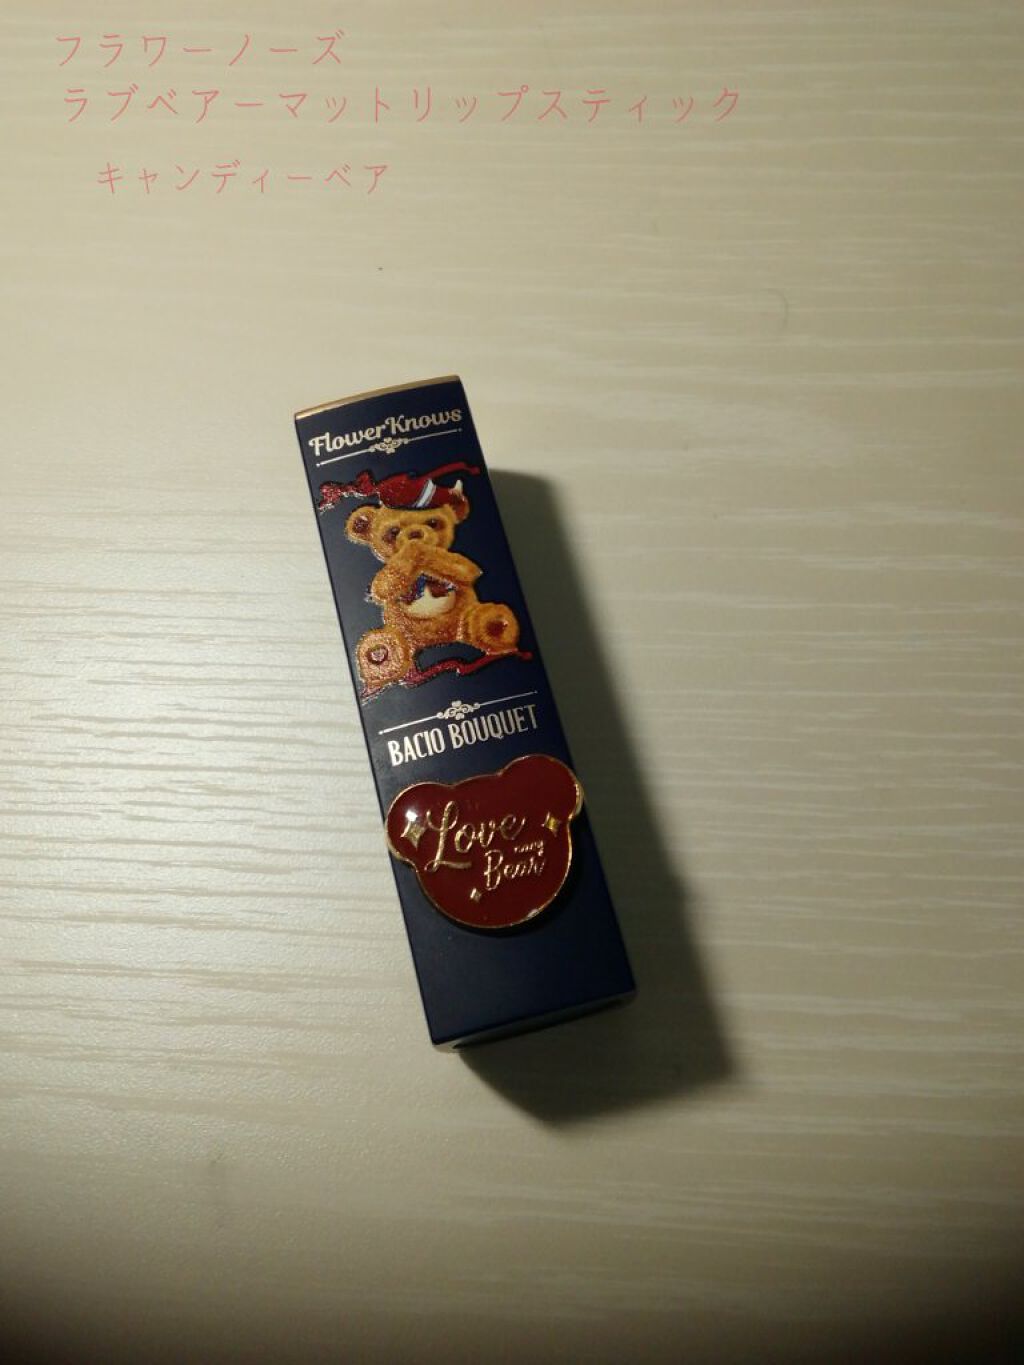 フラワーノーズ
ラブベアーマットリップスティック
キャンディーベア
FlowerKnows
BACIO BOUQUET
Love
Bear